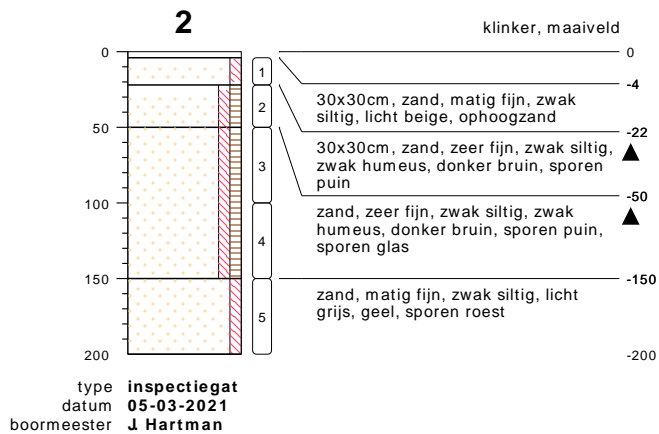 2
klinker, maaiveld
0
0
-4
1
30x30cm, zand, matig fijn, zwak
siltig, licht beige, ophoogzand
2
-22
50
30x30cm, zand, zeer fijn, zwak siltig,
zwak humeus, donker bruin, sporen
puin
3
-50
100
zand, zeer fijn, zwak siltig, zwak
humeus, donker bruin, sporen puin,
sporen glas
4
150
-150
zand, matig fijn, zwak siltig, licht
grijs, geel, sporen roest
5
200
-200
type inspectiegat
datum 05-03-2021
boormeester J. Hartman